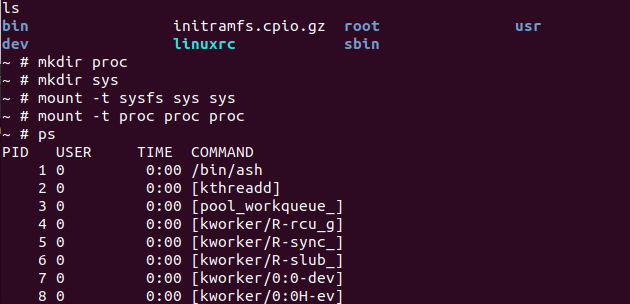 ls
bin initramfs.cpio.gz root usr
dev linuxrc sbin
~ # mkdir proc
~ # mkdir sys
~ # mount -t sysfs sys sys
~ # mount -t proc proc proc
~ # ps
PID USER TIME COMMAND
1 0 0:00 /bin/ash
2 0 0:00 [kthreadd]
3 0 0:00 [pool_workqueue_]
4 0 0:00 [kworker/R-rcu_g]
5 0 0:00 [kworker/R-sync_]
6 0 0:00 [kworker/R-slub_]
7 0 0:00 [kworker/0:0-dev]
8 0 0:00 [kworker/0:0H-ev]